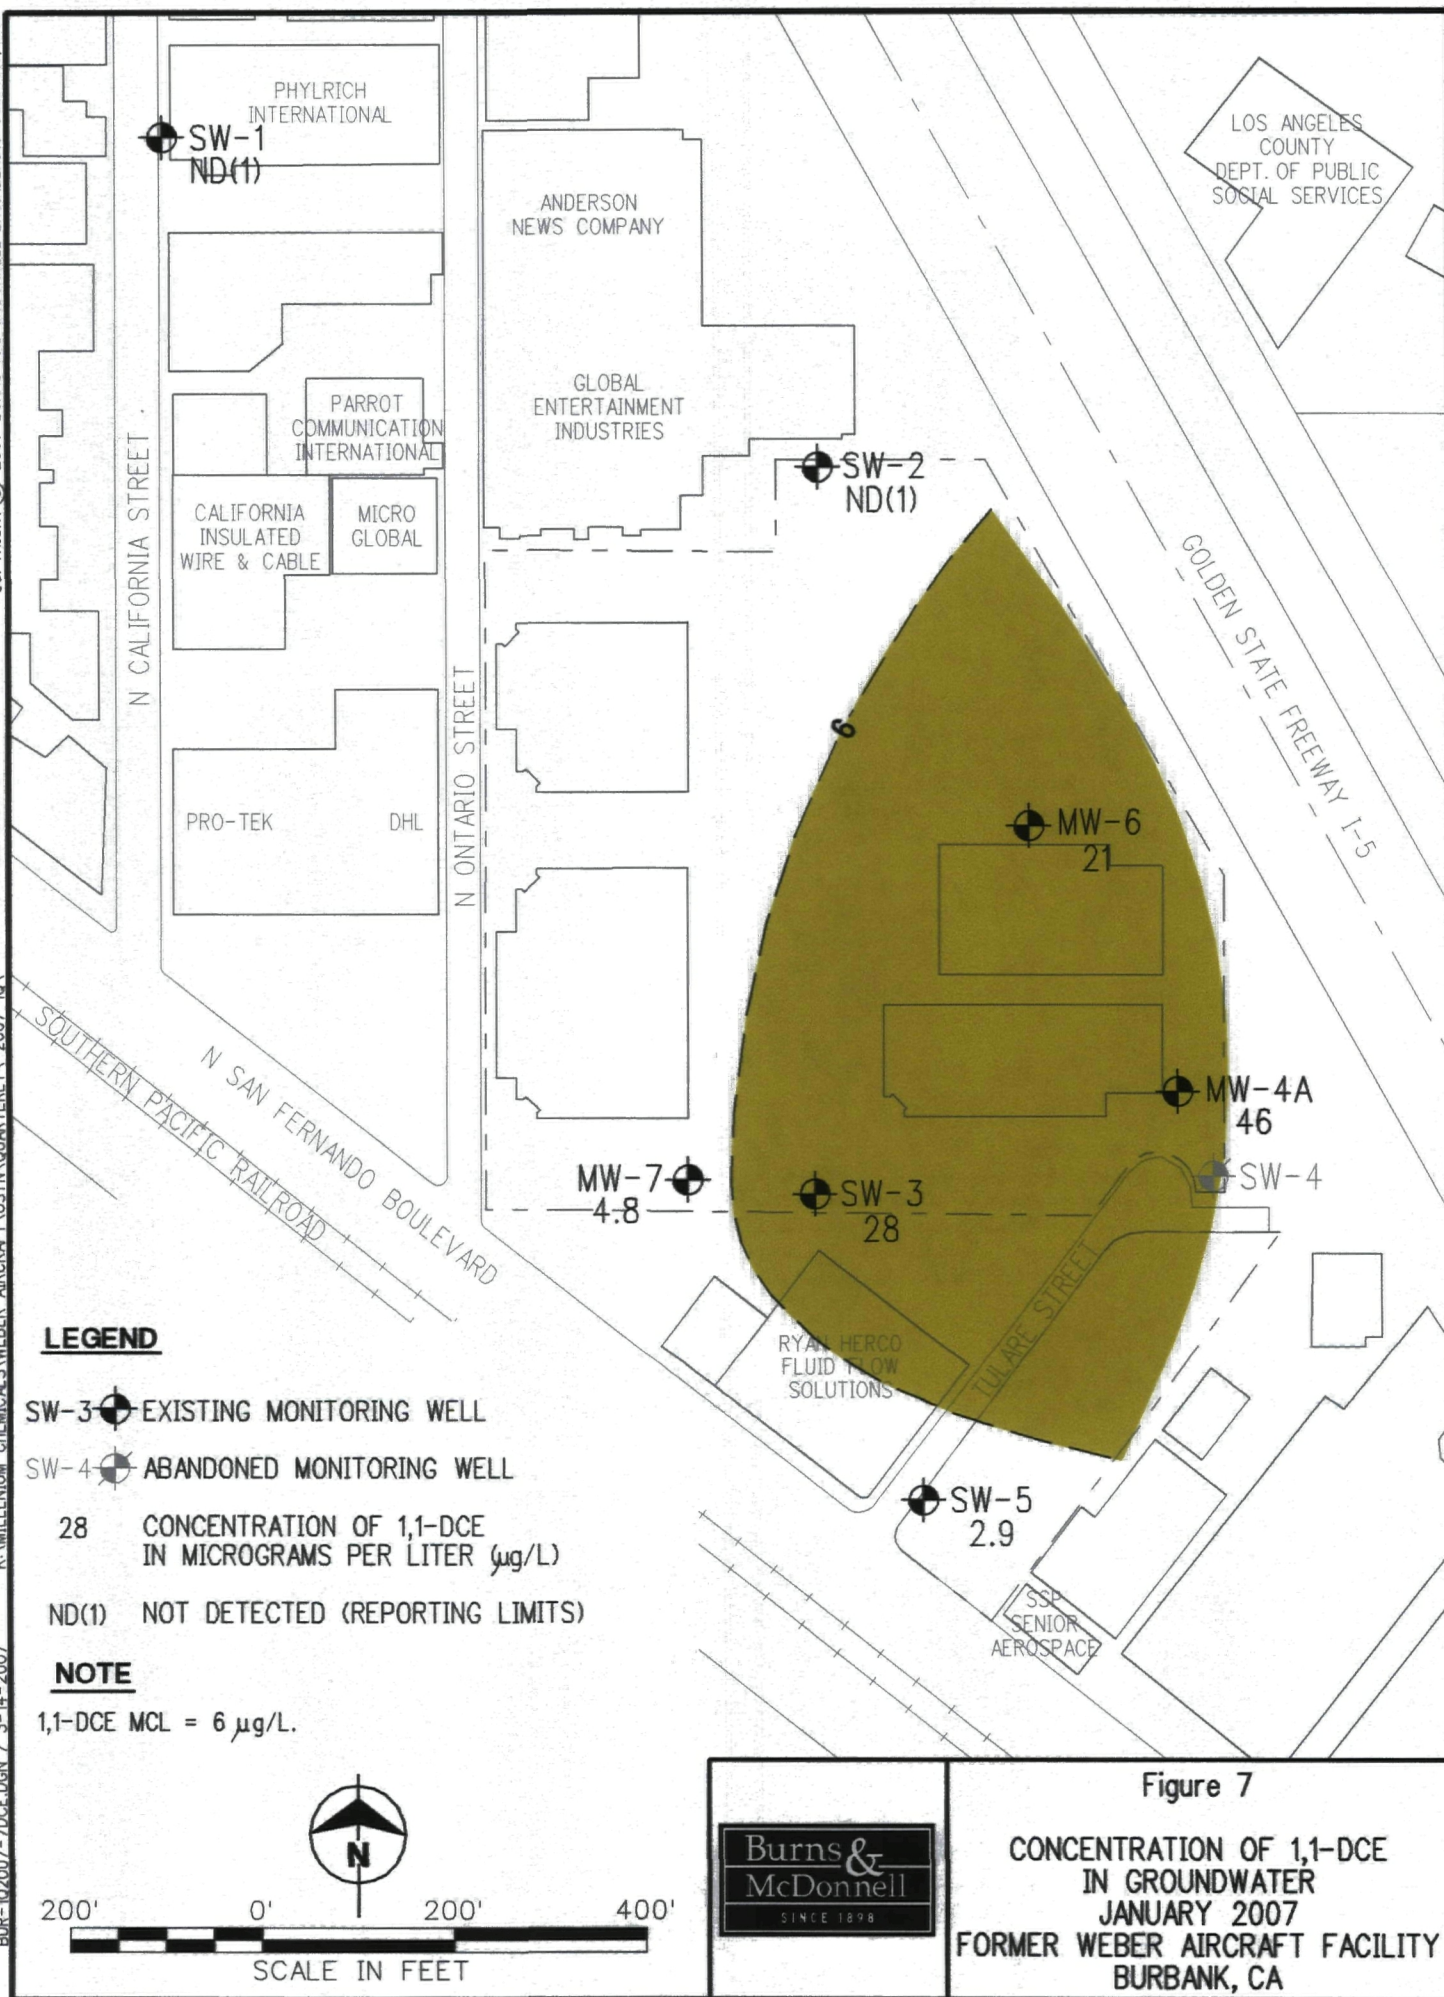 PHYLRICH
INTERNATIONAL
SW-1
ND(1)
LOS ANGELES
COUNTY
DEPT. OF PUBLIC
SOCIAL SERVICES
ANDERSON
NEWS COMPANY
GLOBAL
ENTERTAINMENT
INDUSTRIES
PARROT
COMMUNICATION
INTERNATIONAL
SW-2
ND(1)
CALIFORNIA
INSULATED
WIRE & CABLE
MICRO
GLOBAL
N CALIFORNIA STREET
GOLDEN STATE FREEWAY I-5
N ONTARIO STREET
6
PRO-TEK
DHL
MW-6
21
MW-4A
46
SOUTHERN PACIFIC RAILROAD
N SAN FERNANDO BOULEVARD
MW-7
4.8
SW-3
28
SW-4
TULARE STREET
RYAN HERCO
FLUID FLOW
SOLUTIONS
SW-5
2.9
SSP
SENIOR
AEROSPACE
LEGEND
SW-3 EXISTING MONITORING WELL
SW-4 ABANDONED MONITORING WELL
28 CONCENTRATION OF 1,1-DCE
IN MICROGRAMS PER LITER (µg/L)
ND(1) NOT DETECTED (REPORTING LIMITS)
NOTE
1,1-DCE MCL = 6 µg/L.
N
200' 0' 200' 400'
SCALE IN FEET
Burns &
McDonnell
SINCE 1898
Figure 7
CONCENTRATION OF 1,1-DCE
IN GROUNDWATER
JANUARY 2007
FORMER WEBER AIRCRAFT FACILITY
BURBANK, CA